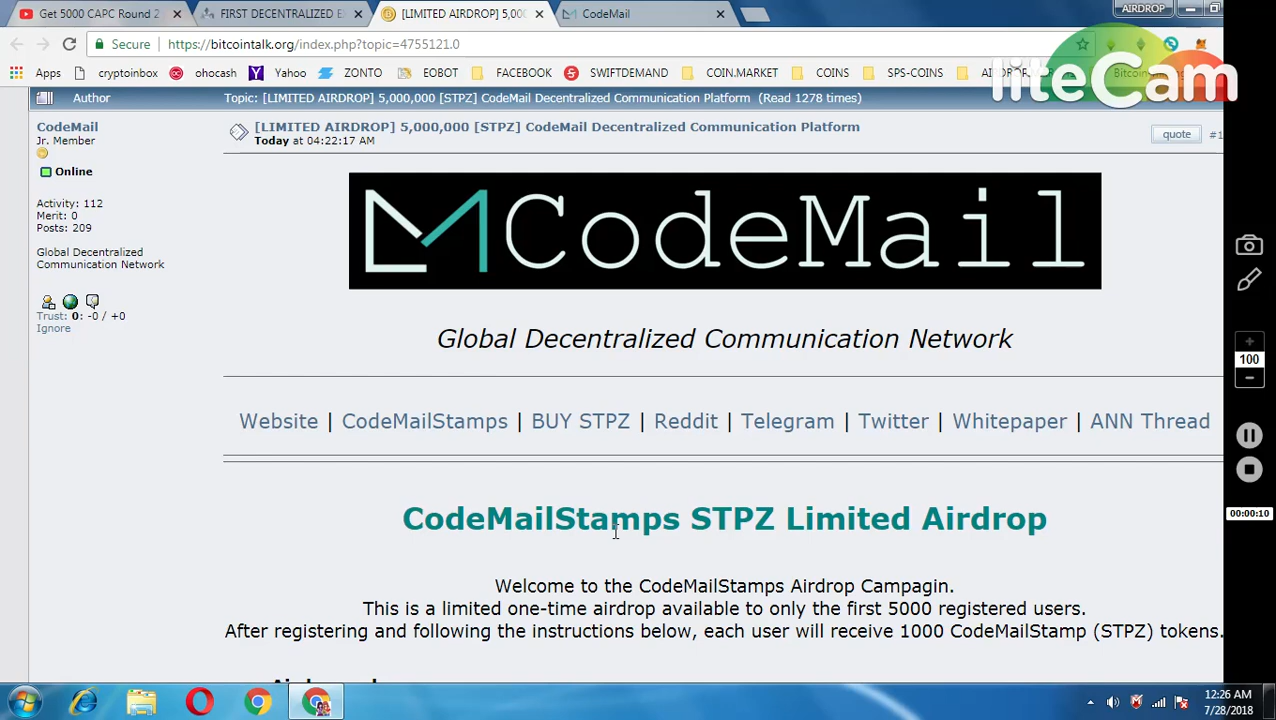 Get 5000 CAPC Round 2
FIRST DECENTRALIZED E
[LIMITED AIRDROP] 5,000
CodeMail
AIRDROP
Secure
https://bitcointalk.org/index.php?topic=4755121.0
Apps cryptoinbox ohocash Yahoo EOBOT FACEBOOK SWIFTDEMAND COIN.MARKET COINS SPS-COINS
liteCam
Author
Topic: [LIMITED AIRDROP] 5,000,000 [STPZ] CodeMail Decentralized Communication Platform (Read 1278 times)
CodeMail
Jr. Member
Online
Activity: 112
Merit: 0
Posts: 209
Global Decentralized
Communication Network
Trust: 0: -0 / +0
Ignore
[LIMITED AIRDROP] 5,000,000 [STPZ] CodeMail Decentralized Communication Platform
Today at 04:22:17 AM
quote
#1
CodeMail
Global Decentralized Communication Network
Website | CodeMailStamps | BUY STPZ | Reddit | Telegram | Twitter | Whitepaper | ANN Thread
CodeMailStamps STPZ Limited Airdrop
Welcome to the CodeMailStamps Airdrop Campagin.
This is a limited one-time airdrop available to only the first 5000 registered users.
After registering and following the instructions below, each user will receive 1000 CodeMailStamp (STPZ) tokens.
100
00:00:10
12:26 AM
7/28/2018